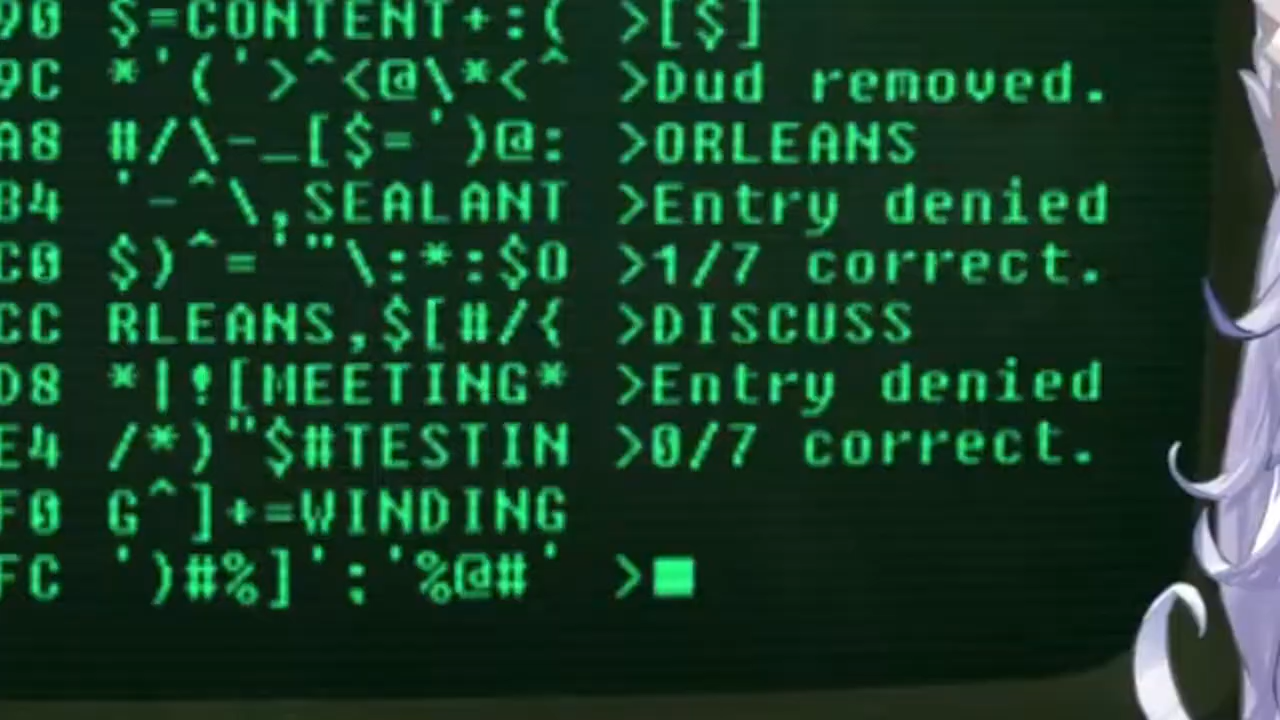 90 $=CONTENT+:( >[$]
9C *'('>^<@\*<^ >Dud removed.
A8 #/\-_[$=')@: >ORLEANS
B4 '-^\,SEALANT >Entry denied
C0 $)^='"\:*:$O >1/7 correct.
CC RLEANS,$[#/{ >DISCUSS
D8 *|![MEETING* >Entry denied
E4 /*)"$#TESTIN >0/7 correct.
F0 G^]+=WINDING
FC ')#%]';'%@#' >■